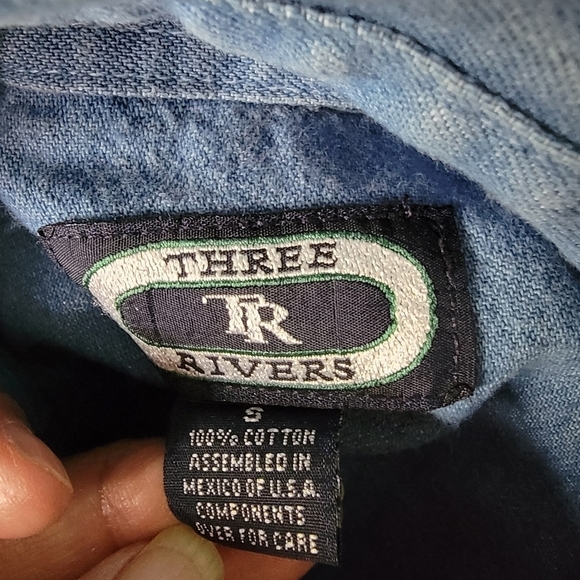 THREE
TR
RIVERS
S
100% COTTON
ASSEMBLED IN
MEXICO OF U.S.A.
COMPONENTS
OVER FOR CARE